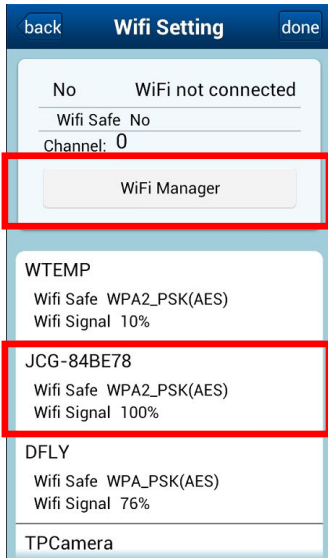 back Wifi Setting done
No WiFi not connected
Wifi Safe No
Channel: 0
WiFi Manager
WTEMP
Wifi Safe WPA2_PSK(AES)
Wifi Signal 10%
JCG-84BE78
Wifi Safe WPA2_PSK(AES)
Wifi Signal 100%
DFLY
Wifi Safe WPA_PSK(AES)
Wifi Signal 76%
TPCamera